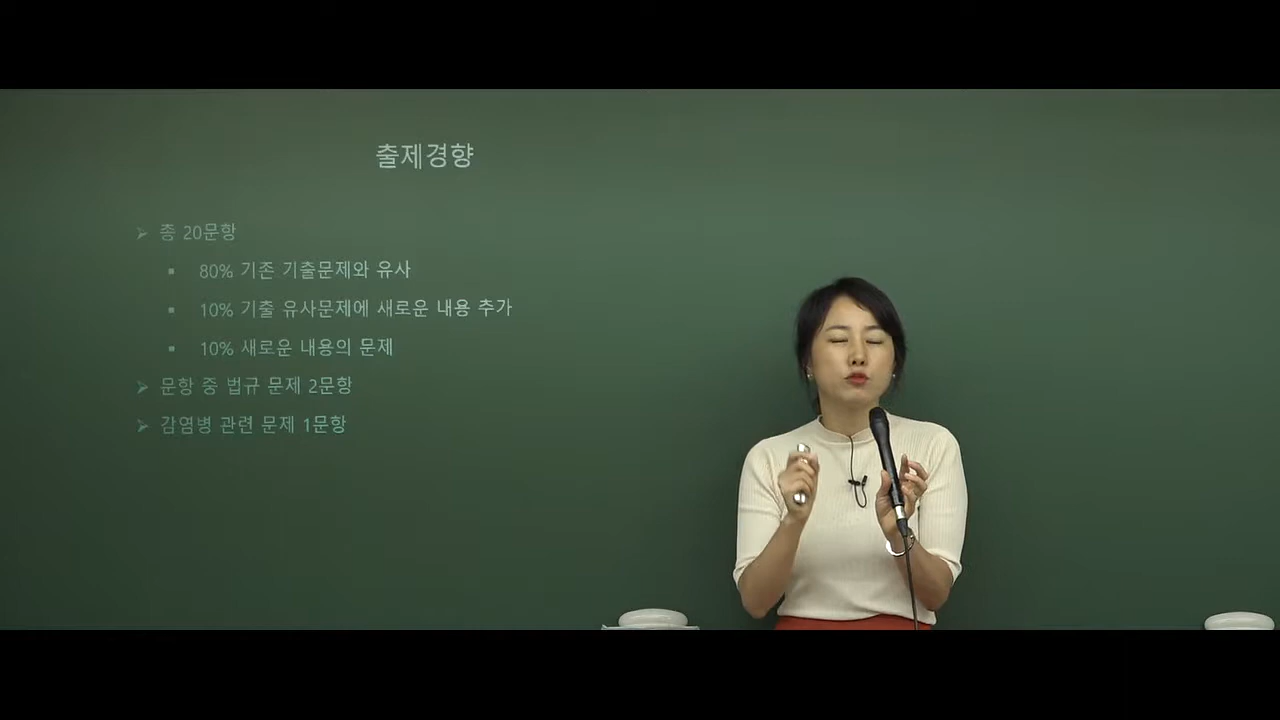 출제경향
➢ 총 20문항
▪ 80% 기존 기출문제와 유사
▪ 10% 기출 유사문제에 새로운 내용 추가
▪ 10% 새로운 내용의 문제
➢ 문항 중 법규 문제 2문항
➢ 감염병 관련 문제 1문항